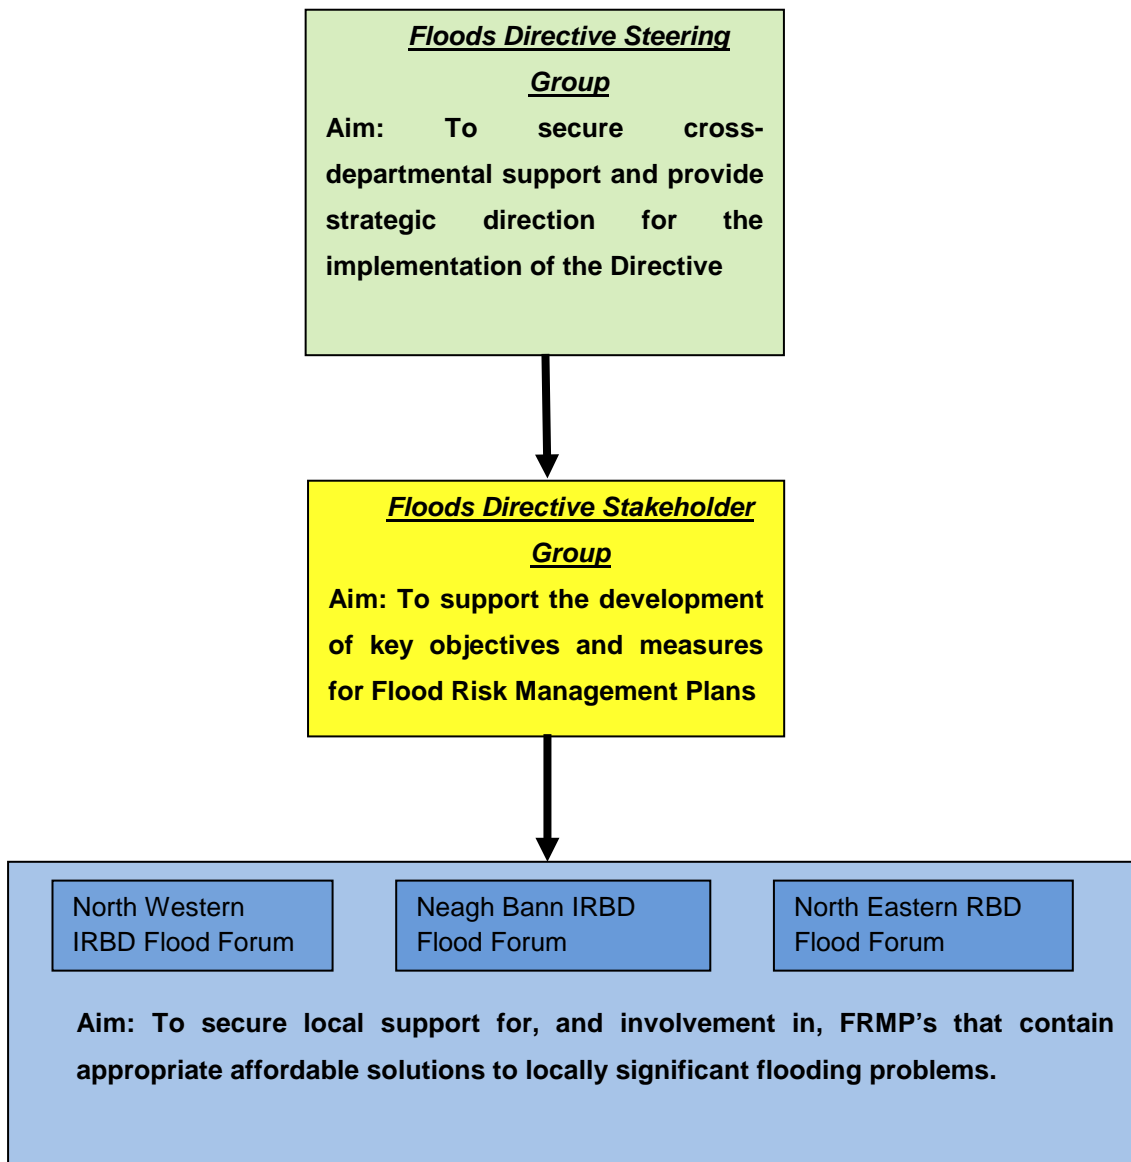 Floods Directive Steering
Group
Aim: To secure cross-
departmental support and provide
strategic direction for the
implementation of the Directive
Floods Directive Stakeholder
Group
Aim: To support the development
of key objectives and measures
for Flood Risk Management Plans
North Western
IRBD Flood Forum
Neagh Bann IRBD
Flood Forum
North Eastern RBD
Flood Forum
Aim: To secure local support for, and involvement in, FRMP’s that contain
appropriate affordable solutions to locally significant flooding problems.